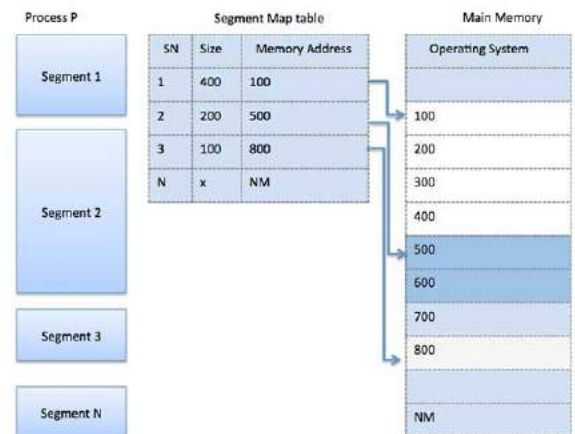 Process P
Segment 1
Segment 2
Segment 3
Segment N
Segment Map table
SN Size Memory Address
1 400 100
2 200 500
3 100 800
N x NM
Main Memory
Operating System
100
200
300
400
500
600
700
800
NM